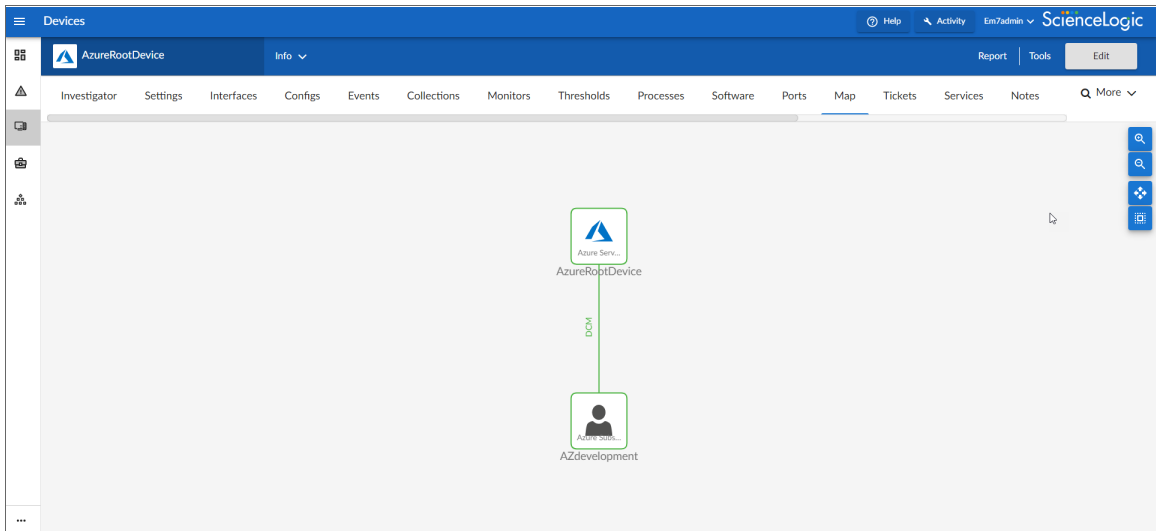 Devices
Help
Activity
Em7admin
ScienceLogic
AzureRootDevice
Info
Report
Tools
Edit
Investigator
Settings
Interfaces
Configs
Events
Collections
Monitors
Thresholds
Processes
Software
Ports
Map
Tickets
Services
Notes
More
Azure Serv...
AzureRootDevice
DCM
Azure Subs...
AZdevelopment